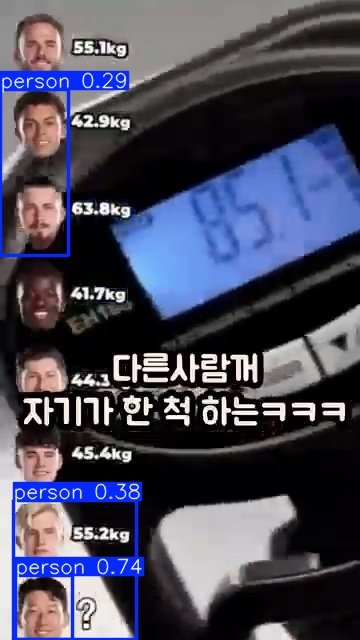 55.1kg
person 0.29
42.9kg
63.8kg
85.1
41.7kg
44.3
다른사람꺼
자기가 한 척 하는ㅋㅋㅋ
45.4kg
person 0.38
55.2kg
person 0.74
?